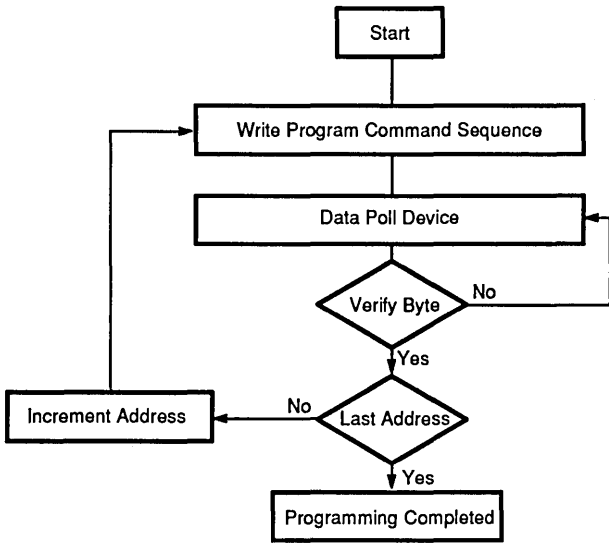 Start
Write Program Command Sequence
Data Poll Device
Verify Byte
No
Yes
Increment Address
No
Last Address
Yes
Programming Completed